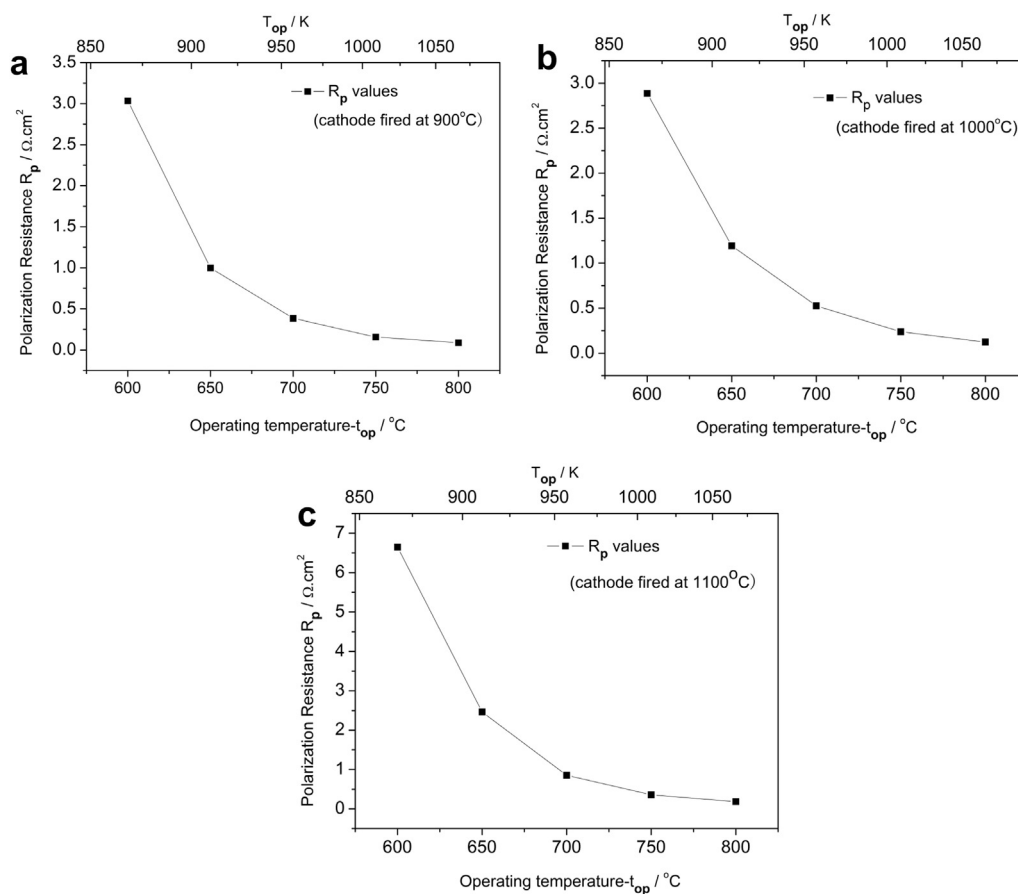 a
T_op / K
850 900 950 1000 1050
3.5
3.0
2.5
2.0
1.5
1.0
0.5
0.0
Polarization Resistance R_p / Ω.cm²
R_p values
(cathode fired at 900°C)
600 650 700 750 800
Operating temperature-t_op / °C
b
T_op / K
850 900 950 1000 1050
3.0
2.5
2.0
1.5
1.0
0.5
0.0
Polarization Resistance R_p / Ω.cm²
R_p values
(cathode fired at 1000°C)
600 650 700 750 800
Operating temperature-t_op / °C
c
T_op / K
850 900 950 1000 1050
7
6
5
4
3
2
1
0
Polarization Resistance R_p / Ω.cm²
R_p values
(cathode fired at 1100°C)
600 650 700 750 800
Operating temperature-t_op / °C